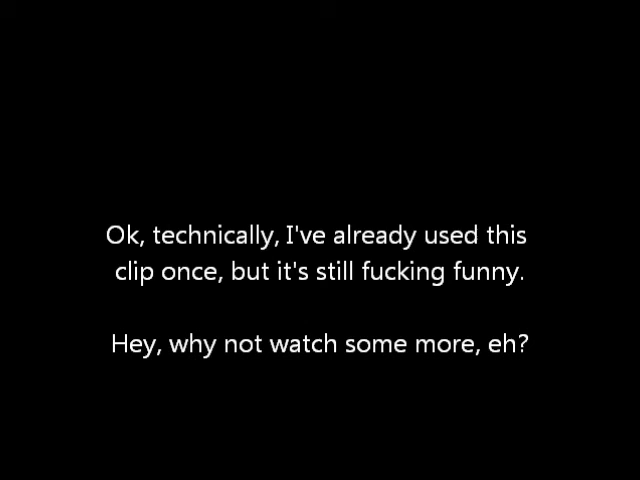 Ok, technically, I've already used this
clip once, but it's still fucking funny.
Hey, why not watch some more, eh?